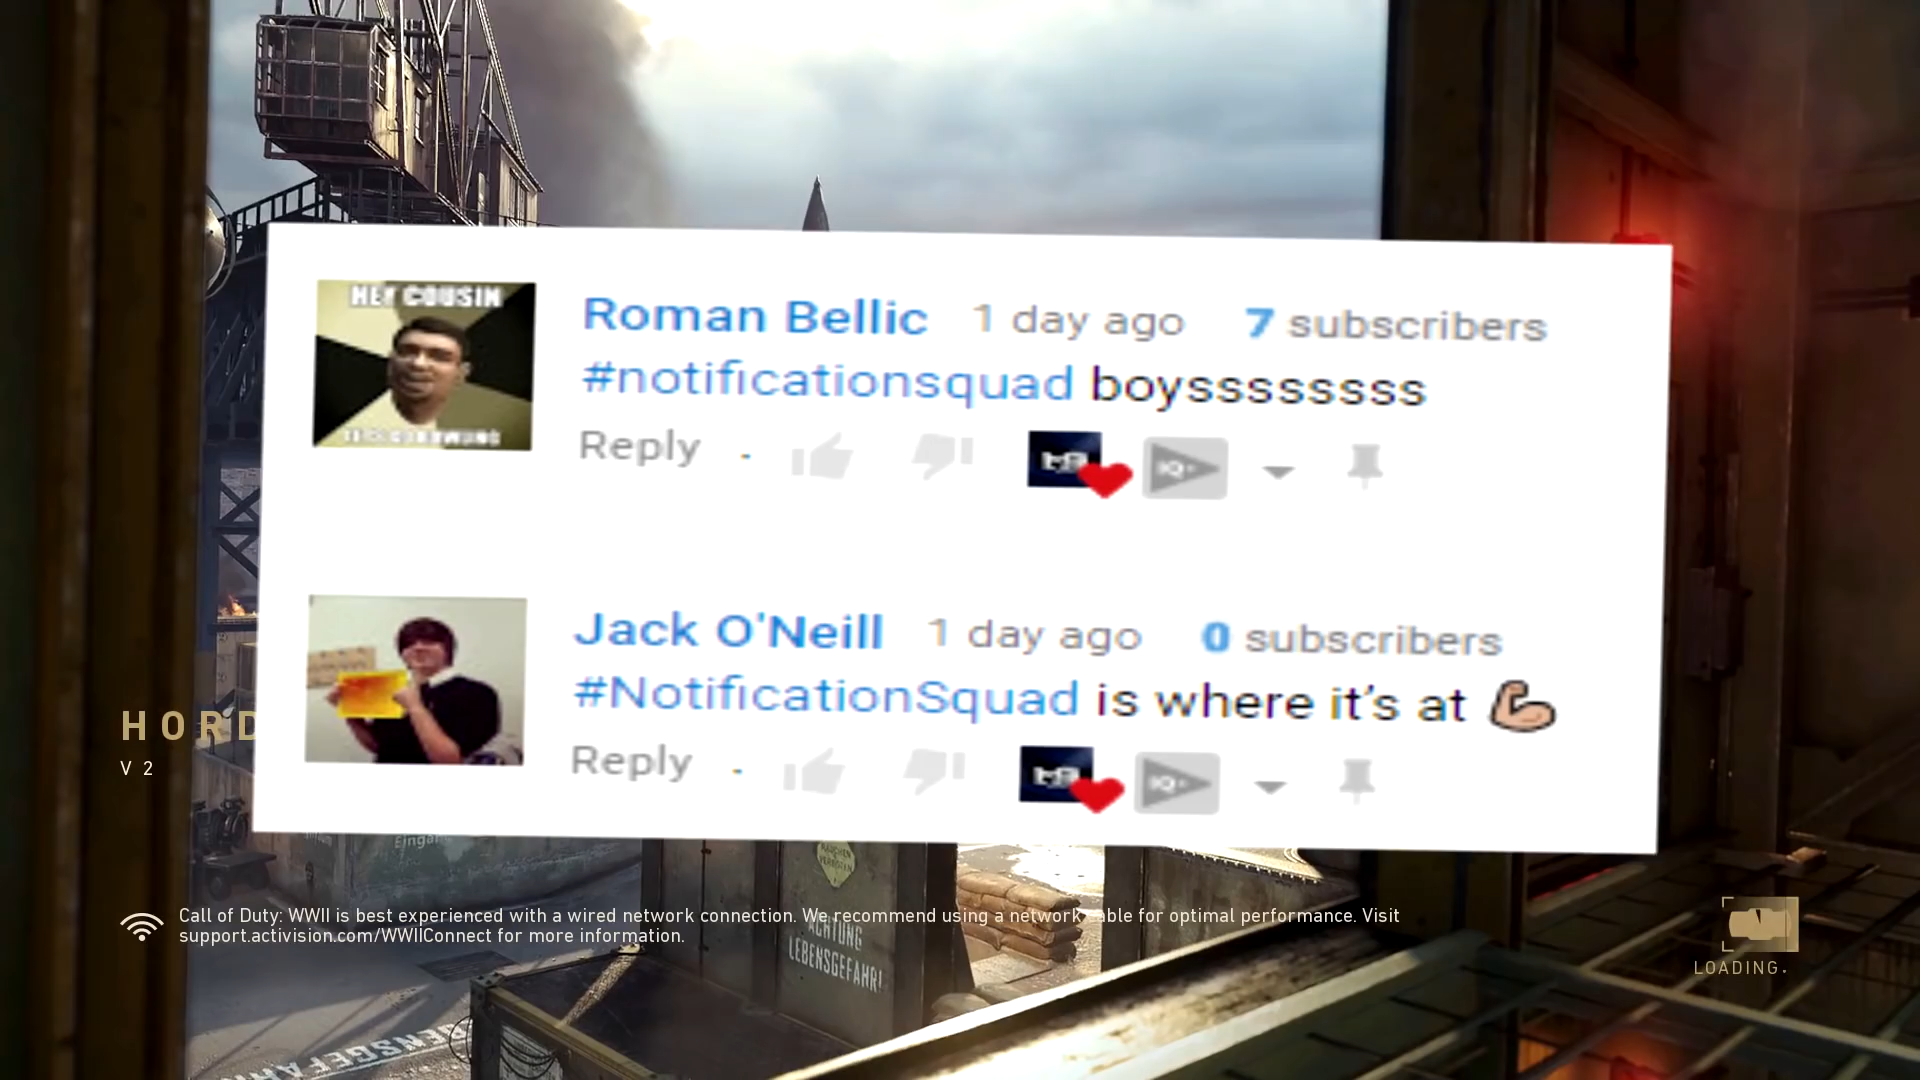 HEY COUSIN
Roman Bellic 1 day ago 7 subscribers
#notificationsquad boyssssssss
Reply
Jack O'Neill 1 day ago 0 subscribers
#NotificationSquad is where it's at 💪
Reply
HORD
V 2
Eingan
RAUCHEN
VERBOTEN
Call of Duty: WWII is best experienced with a wired network connection. We recommend using a network cable for optimal performance. Visit
support.activision.com/WWIIConnect for more information.
ACHTUNG
LEBENSGEFAHR!
LOADING.